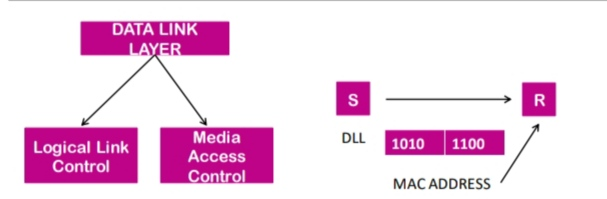 DATA LINK
LAYER
Logical Link
Control
Media
Access
Control
S
R
DLL
1010 1100
MAC ADDRESS